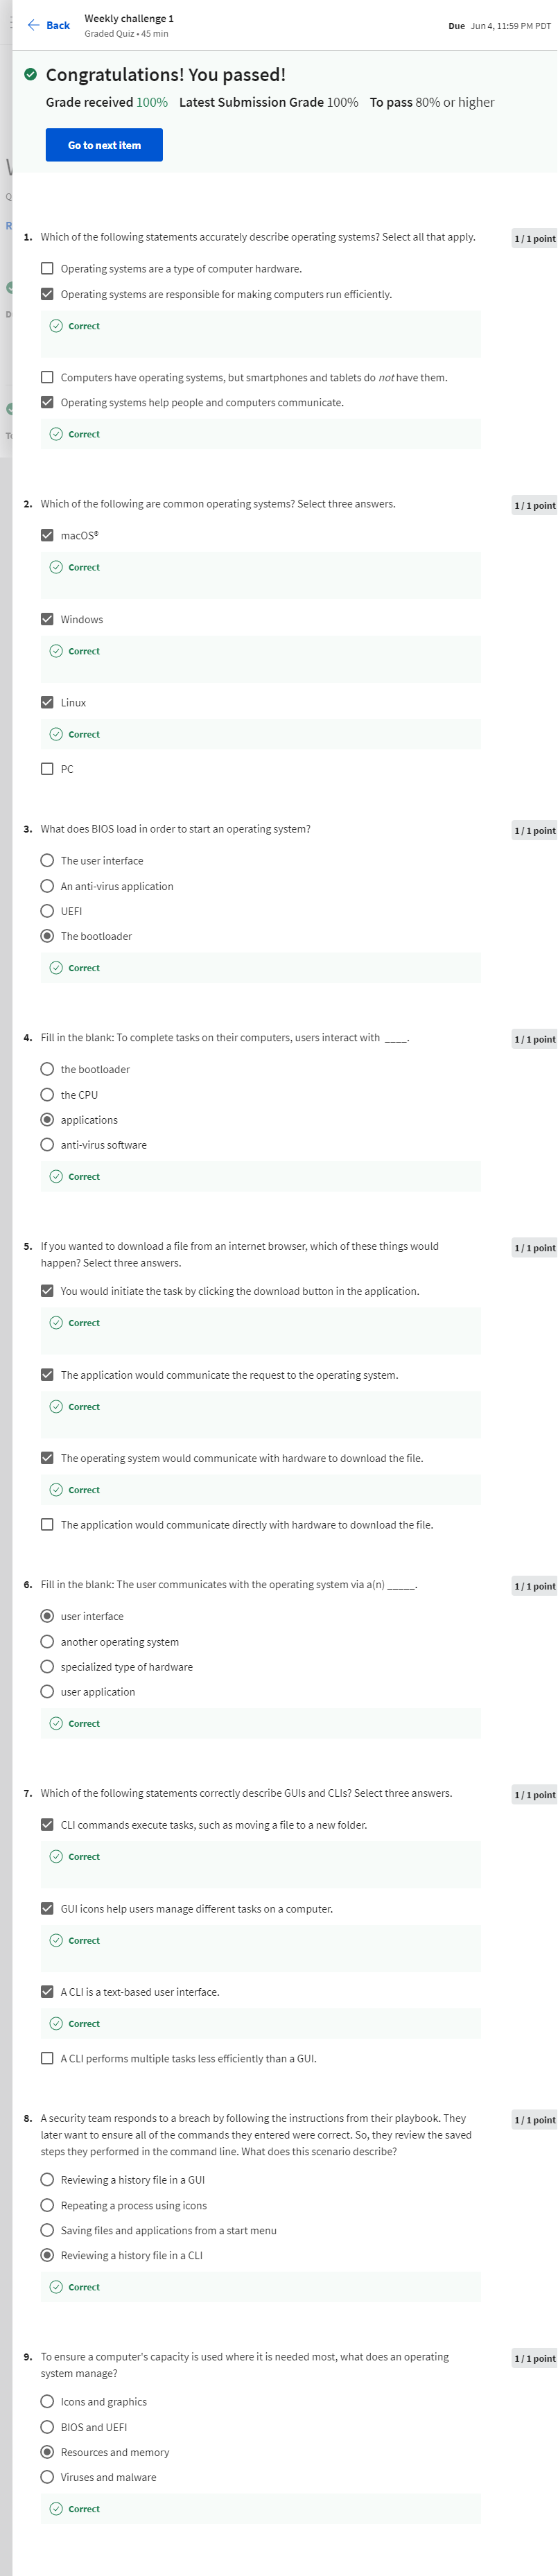 Back
Weekly challenge 1
Graded Quiz • 45 min
Due Jun 4, 11:59 PM PDT
Congratulations! You passed!
Grade received 100% Latest Submission Grade 100% To pass 80% or higher
Go to next item
1. Which of the following statements accurately describe operating systems? Select all that apply.
1 / 1 point
Operating systems are a type of computer hardware.
Operating systems are responsible for making computers run efficiently.
Correct
Computers have operating systems, but smartphones and tablets do not have them.
Operating systems help people and computers communicate.
Correct
2. Which of the following are common operating systems? Select three answers.
1 / 1 point
macOS®
Correct
Windows
Correct
Linux
Correct
PC
3. What does BIOS load in order to start an operating system?
1 / 1 point
The user interface
An anti-virus application
UEFI
The bootloader
Correct
4. Fill in the blank: To complete tasks on their computers, users interact with ____.
1 / 1 point
the bootloader
the CPU
applications
anti-virus software
Correct
5. If you wanted to download a file from an internet browser, which of these things would
happen? Select three answers.
1 / 1 point
You would initiate the task by clicking the download button in the application.
Correct
The application would communicate the request to the operating system.
Correct
The operating system would communicate with hardware to download the file.
Correct
The application would communicate directly with hardware to download the file.
6. Fill in the blank: The user communicates with the operating system via a(n) _____.
1 / 1 point
user interface
another operating system
specialized type of hardware
user application
Correct
7. Which of the following statements correctly describe GUIs and CLIs? Select three answers.
1 / 1 point
CLI commands execute tasks, such as moving a file to a new folder.
Correct
GUI icons help users manage different tasks on a computer.
Correct
A CLI is a text-based user interface.
Correct
A CLI performs multiple tasks less efficiently than a GUI.
8. A security team responds to a breach by following the instructions from their playbook. They
later want to ensure all of the commands they entered were correct. So, they review the saved
steps they performed in the command line. What does this scenario describe?
1 / 1 point
Reviewing a history file in a GUI
Repeating a process using icons
Saving files and applications from a start menu
Reviewing a history file in a CLI
Correct
9. To ensure a computer's capacity is used where it is needed most, what does an operating
system manage?
1 / 1 point
Icons and graphics
BIOS and UEFI
Resources and memory
Viruses and malware
Correct